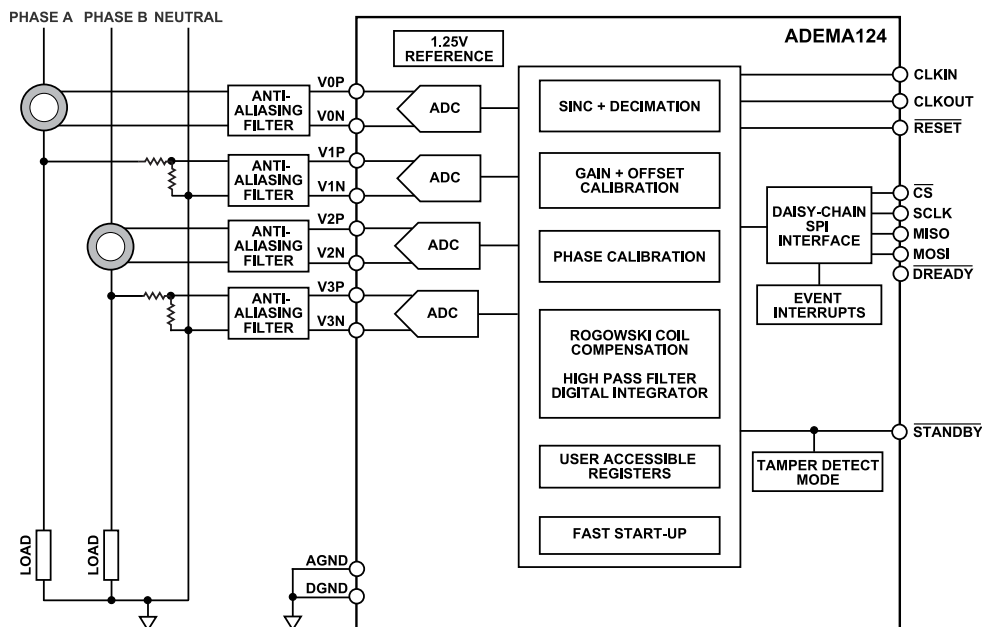 PHASE A PHASE B NEUTRAL
1.25V
REFERENCE
ADEMA124
ANTI-
ALIASING
FILTER
V0P
V0N
ADC
ANTI-
ALIASING
FILTER
V1P
V1N
ADC
ANTI-
ALIASING
FILTER
V2P
V2N
ADC
ANTI-
ALIASING
FILTER
V3P
V3N
ADC
SINC + DECIMATION
GAIN + OFFSET
CALIBRATION
PHASE CALIBRATION
ROGOWSKI COIL
COMPENSATION
HIGH PASS FILTER
DIGITAL INTEGRATOR
USER ACCESSIBLE
REGISTERS
FAST START-UP
CLKIN
CLKOUT
RESET
DAISY-CHAIN
SPI
INTERFACE
CS
SCLK
MISO
MOSI
DREADY
EVENT
INTERRUPTS
STANDBY
TAMPER DETECT
MODE
LOAD
LOAD
AGND
DGND